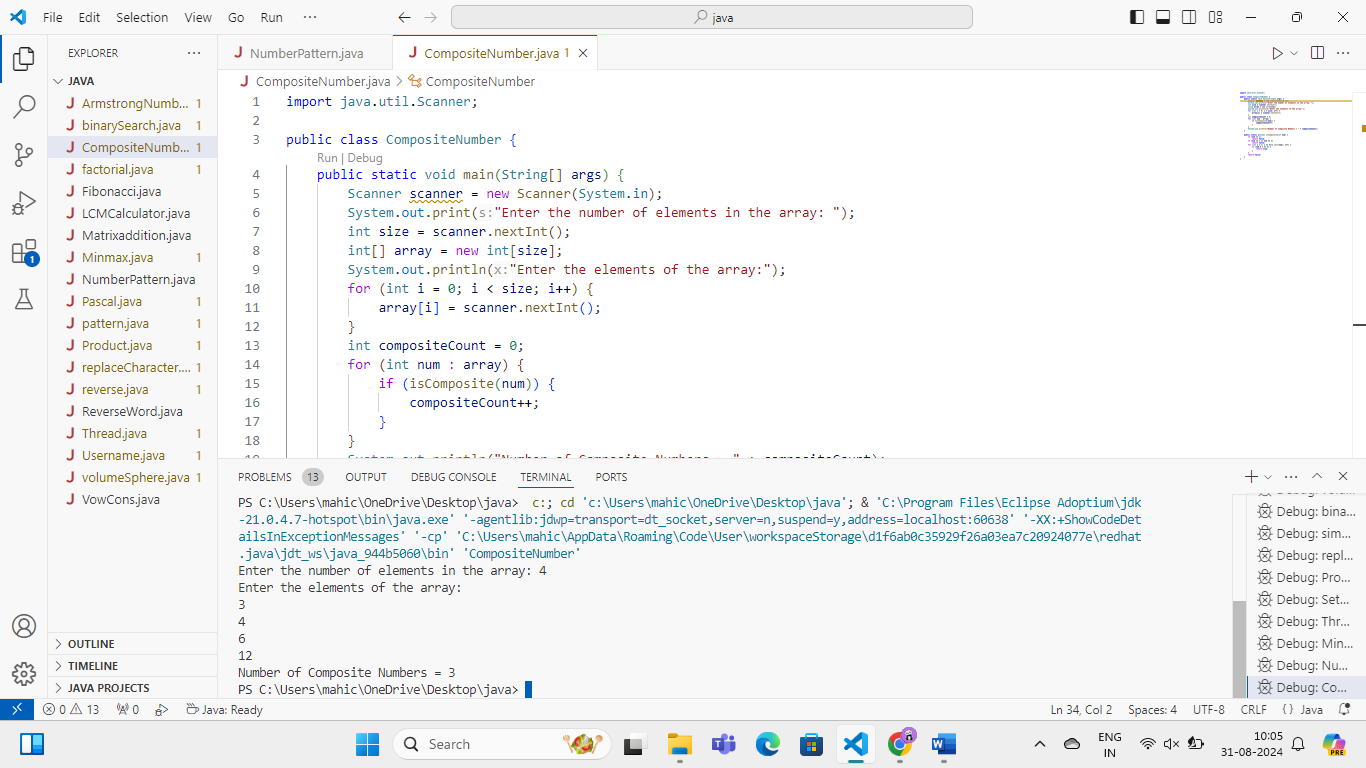 File Edit Selection View Go Run ···
java
EXPLORER ···
JAVA
ArmstrongNumb... 1
binarySearch.java 1
CompositeNumb... 1
factorial.java 1
Fibonacci.java
LCMCalculator.java
Matrixaddition.java
Minmax.java 1
NumberPattern.java
Pascal.java 1
pattern.java 1
Product.java 1
replaceCharacter.... 1
reverse.java 1
ReverseWord.java
Thread.java 1
Username.java 1
volumeSphere.java 1
VowCons.java
OUTLINE
TIMELINE
JAVA PROJECTS
1
J NumberPattern.java
J CompositeNumber.java 1
J CompositeNumber.java > CompositeNumber
1 import java.util.Scanner;
2
3 public class CompositeNumber {
Run | Debug
4 public static void main(String[] args) {
5 Scanner scanner = new Scanner(System.in);
6 System.out.print(s:"Enter the number of elements in the array: ");
7 int size = scanner.nextInt();
8 int[] array = new int[size];
9 System.out.println(x:"Enter the elements of the array:");
10 for (int i = 0; i < size; i++) {
11 array[i] = scanner.nextInt();
12 }
13 int compositeCount = 0;
14 for (int num : array) {
15 if (isComposite(num)) {
16 compositeCount++;
17 }
18 }
PROBLEMS 13 OUTPUT DEBUG CONSOLE TERMINAL PORTS
PS C:\Users\mahic\OneDrive\Desktop\java> c:; cd 'c:\Users\mahic\OneDrive\Desktop\java'; & 'C:\Program Files\Eclipse Adoptium\jdk
-21.0.4.7-hotspot\bin\java.exe' '-agentlib:jdwp=transport=dt_socket,server=n,suspend=y,address=localhost:60638' '-XX:+ShowCodeDet
ailsInExceptionMessages' '-cp' 'C:\Users\mahic\AppData\Roaming\Code\User\workspaceStorage\d1f6ab0c35929f26a03ea7c20924077e\redhat
.java\jdt_ws\java_944b5060\bin' 'CompositeNumber'
Enter the number of elements in the array: 4
Enter the elements of the array:
3
4
6
12
Number of Composite Numbers = 3
PS C:\Users\mahic\OneDrive\Desktop\java>
Debug: bina...
Debug: sim...
Debug: repl...
Debug: Pro...
Debug: Set...
Debug: Thr...
Debug: Min...
Debug: Nu...
Debug: Co...
0 13 0 Java: Ready
Ln 34, Col 2 Spaces: 4 UTF-8 CRLF {} Java
Search
ENG
IN
10:05
31-08-2024
PRE